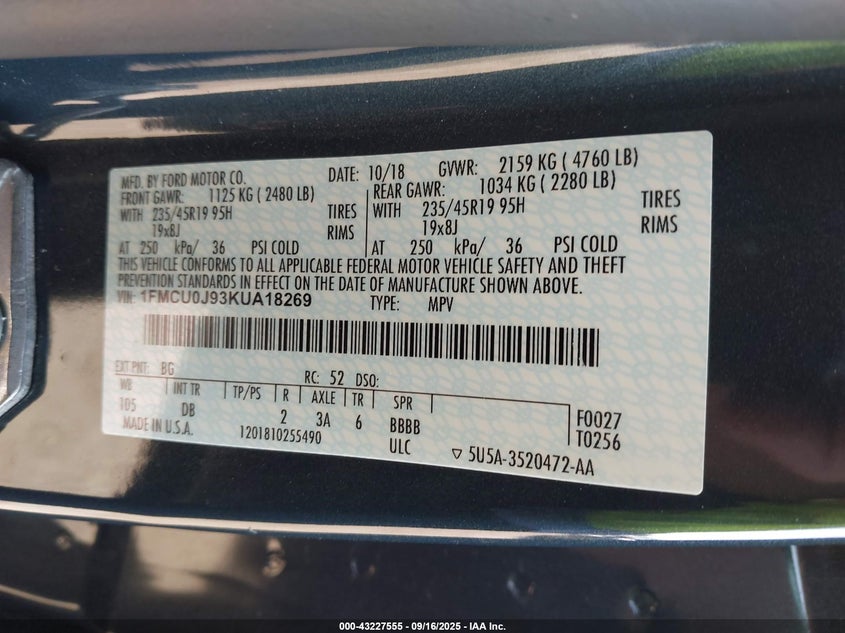 MFD. BY FORD MOTOR CO. DATE: 10/18 GVWR: 2159 KG ( 4760 LB)
FRONT GAWR: 1125 KG ( 2480 LB) REAR GAWR: 1034 KG ( 2280 LB)
WITH 235/45R19 95H TIRES WITH 235/45R19 95H TIRES
19x8J RIMS 19x8J RIMS
AT 250 kPa/ 36 PSI COLD AT 250 kPa/ 36 PSI COLD
THIS VEHICLE CONFORMS TO ALL APPLICABLE FEDERAL MOTOR VEHICLE SAFETY AND THEFT
PREVENTION STANDARDS IN EFFECT ON THE DATE OF MANUFACTURE SHOWN ABOVE.
VIN: 1FMCU0J93KUA18269 TYPE: MPV
EXT PNT: BG RC: 52 DSO:
WB INT TR TP/PS R AXLE TR SPR
105 DB 2 3A 6 BBBB F0027
MADE IN U.S.A. 1201810255490 ULC T0256
▽ 5U5A-3520472-AA
000-43227555 - 09/16/2025 - IAA Inc.